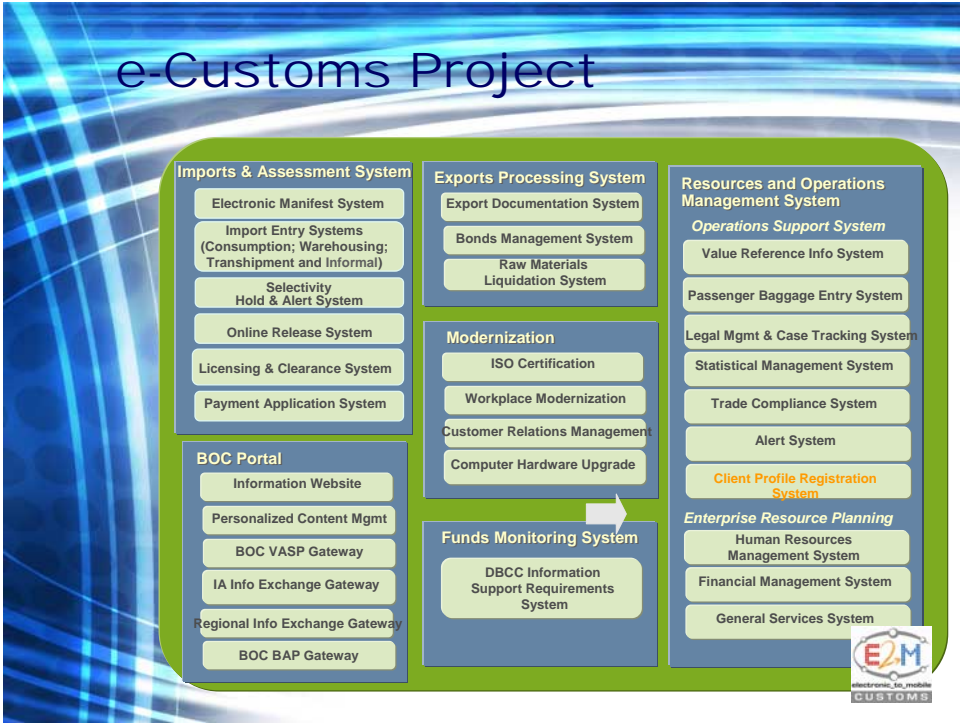 e-Customs Project
Imports & Assessment System
Electronic Manifest System
Import Entry Systems
(Consumption; Warehousing;
Transhipment and Informal)
Selectivity
Hold & Alert System
Online Release System
Licensing & Clearance System
Payment Application System
BOC Portal
Information Website
Personalized Content Mgmt
BOC VASP Gateway
IA Info Exchange Gateway
Regional Info Exchange Gateway
BOC BAP Gateway
Exports Processing System
Export Documentation System
Bonds Management System
Raw Materials
Liquidation System
Modernization
ISO Certification
Workplace Modernization
Customer Relations Management
Computer Hardware Upgrade
Funds Monitoring System
DBCC Information
Support Requirements
System
Resources and Operations
Management System
Operations Support System
Value Reference Info System
Passenger Baggage Entry System
Legal Mgmt & Case Tracking System
Statistical Management System
Trade Compliance System
Alert System
Client Profile Registration
System
Enterprise Resource Planning
Human Resources
Management System
Financial Management System
General Services System
E2M
electronic_to_mobile
CUSTOMS